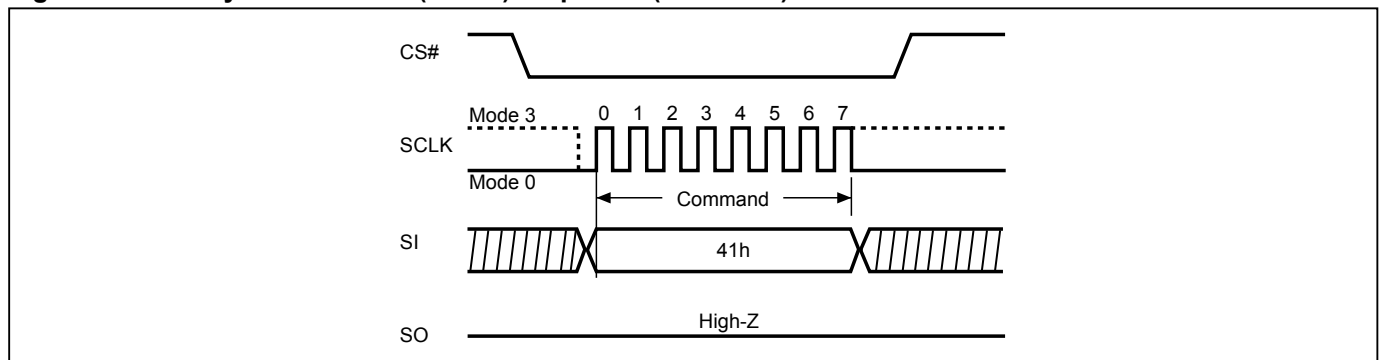 CS#
Mode 3
0 1 2 3 4 5 6 7
SCLK
Mode 0
Command
SI
41h
High-Z
SO